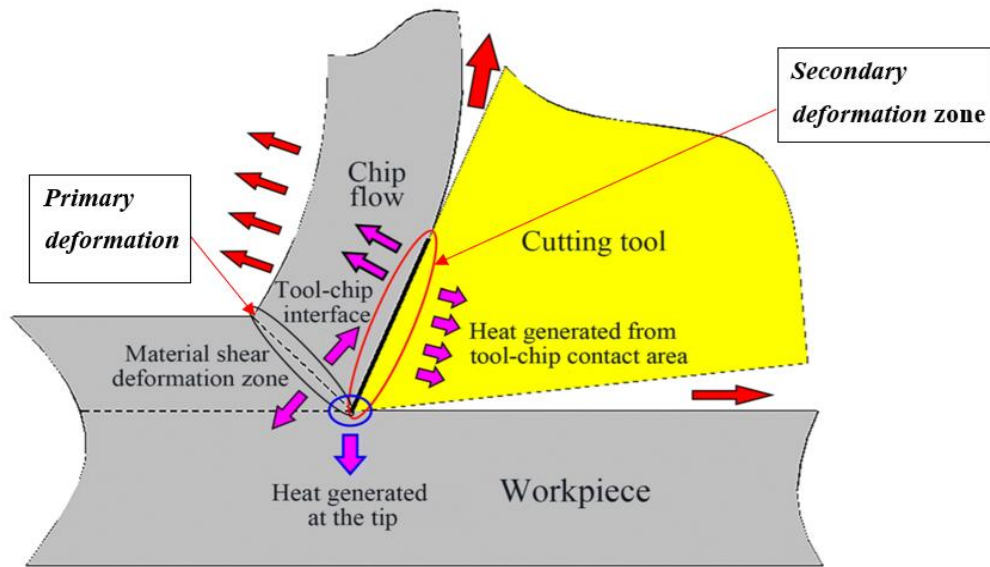 Secondary
deformation zone
Primary
deformation
Chip
flow
Cutting tool
Tool-chip
interface
Heat generated from
tool-chip contact area
Material shear
deformation zone
Heat generated
at the tip
Workpiece